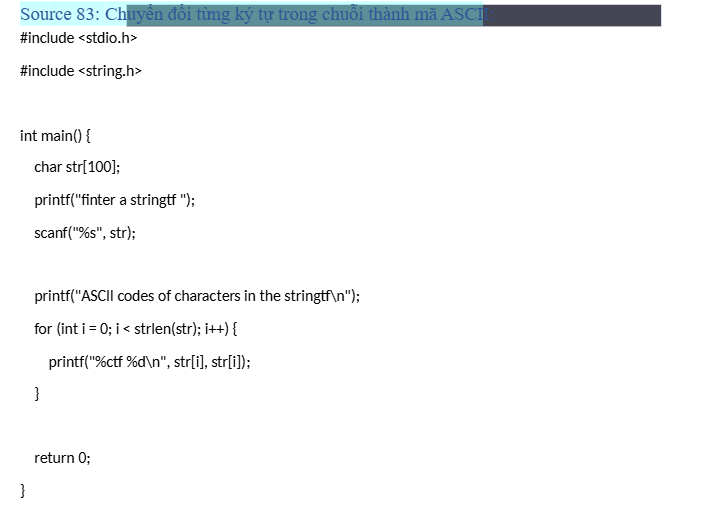 Source 83: Chuyển đổi từng ký tự trong chuỗi thành mã ASCII:
#include <stdio.h>
#include <string.h>
int main() {
char str[100];
printf("finter a stringtf ");
scanf("%s", str);
printf("ASCII codes of characters in the stringtf\n");
for (int i = 0; i < strlen(str); i++) {
printf("%ctf %d\n", str[i], str[i]);
}
return 0;
}